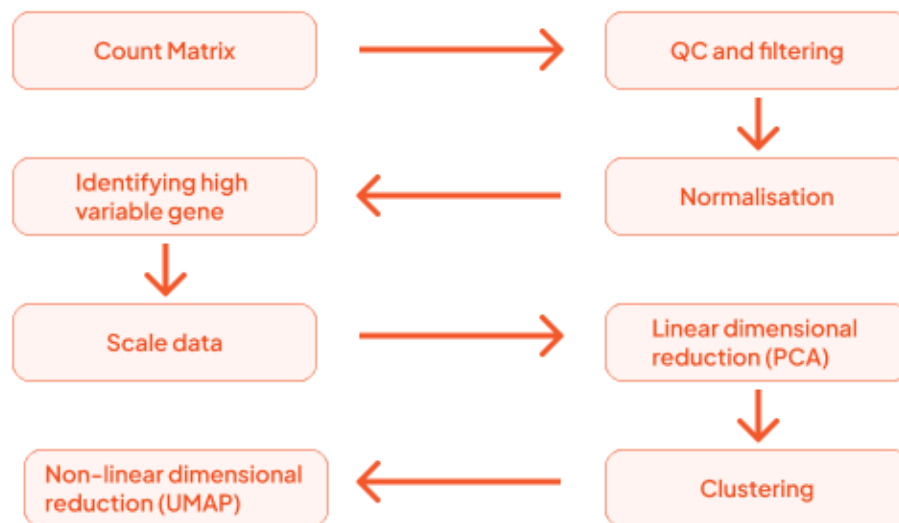 Count Matrix
QC and filtering
Identifying high
variable gene
Normalisation
Scale data
Linear dimensional
reduction (PCA)
Non-linear dimensional
reduction (UMAP)
Clustering